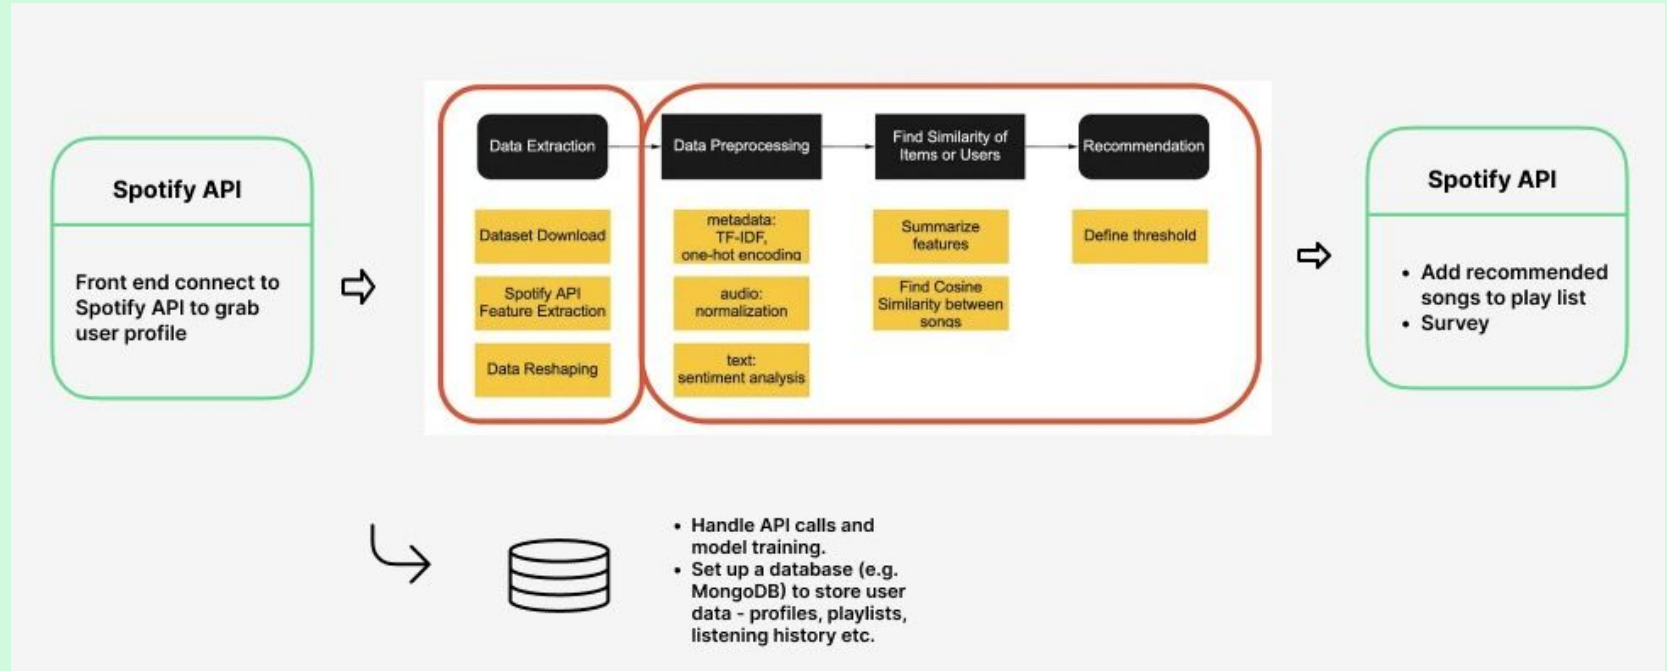 Spotify API
Front end connect to
Spotify API to grab
user profile
Data Extraction
Dataset Download
Spotify API
Feature Extraction
Data Reshaping
Data Preprocessing
metadata:
TF-IDF,
one-hot encoding
audio:
normalization
text:
sentiment analysis
Find Similarity of
Items or Users
Summarize
features
Find Cosine
Similarity between
songs
Recommendation
Define threshold
Spotify API
• Add recommended
songs to play list
• Survey
• Handle API calls and
model training.
• Set up a database (e.g.
MongoDB) to store user
data - profiles, playlists,
listening history etc.